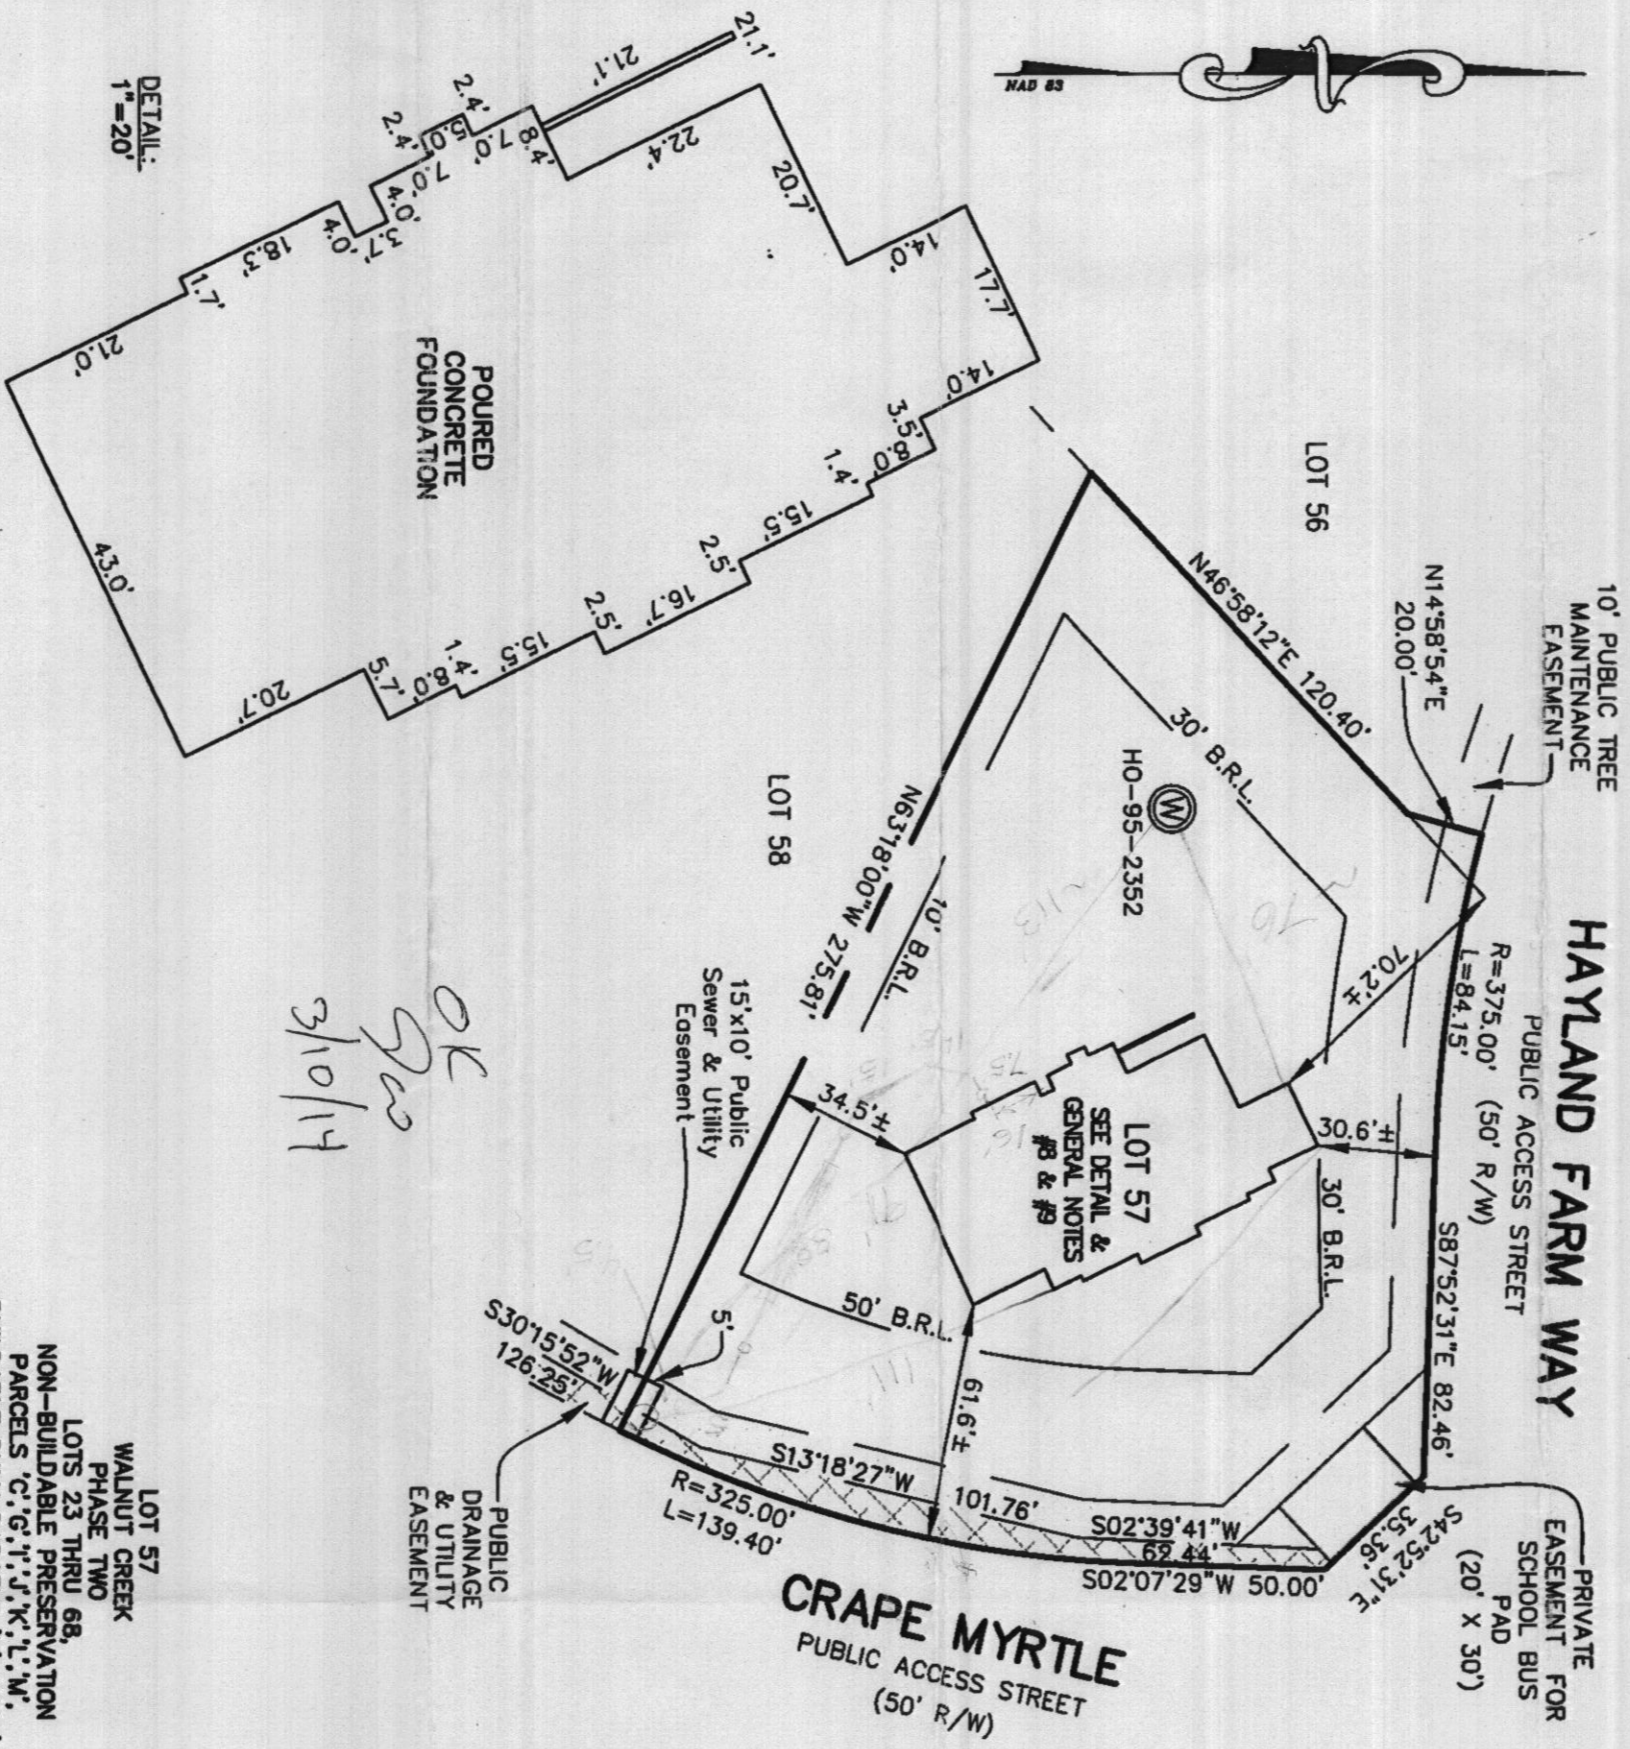 NAD 83
10' PUBLIC TREE
MAINTENANCE
EASEMENT
HAYLAND FARM WAY
PUBLIC ACCESS STREET
(50' R/W)
R=375.00'
L=84.15'
N14°58'54"E
20.00'
LOT 56
N46°58'12"E 120.40'
S87°52'31"E 82.46'
PRIVATE
EASEMENT FOR
SCHOOL BUS
PAD
(20' X 30')
S42°52'31"E
35.36'
30' B.R.L.
HO-95-2352
W
70.2'±
30.6'±
30' B.R.L.
LOT 57
SEE DETAIL &
GENERAL NOTES
#8 & #9
N63°18'00"W 275.81'
10' B.R.L.
LOT 58
34.5'±
50' B.R.L.
61.6'±
15'x10' Public
Sewer & Utility
Easement
5'
S30°15'52"W
126.25'
S13°18'27"W
101.76'
S02°39'41"W
69.44'
S02°07'29"W 50.00'
R=325.00'
L=139.40'
CRAPE MYRTLE
PUBLIC ACCESS STREET
(50' R/W)
PUBLIC
DRAINAGE
& UTILITY
EASEMENT
70
~113
75
16'
111
OK
3/10/14
DETAIL:
1"=20'
POURED
CONCRETE
FOUNDATION
21.1'
21.1'
22.4'
20.7'
14.0'
17.7'
14.0'
3.5'
8.0'
1.4'
15.5'
2.5'
16.7'
2.5'
15.5'
1.4'
8.0'
5.7'
20.7'
43.0'
21.0'
1.7'
18.3'
4.0'
3.7'
4.0'
7.0'
2.4'
5.0'
2.4'
7.0'
8.4'
LOT 57
WALNUT CREEK
PHASE TWO
LOTS 23 THRU 68,
NON-BUILDABLE PRESERVATION
PARCELS 'C','G','I','J','K','L','M',